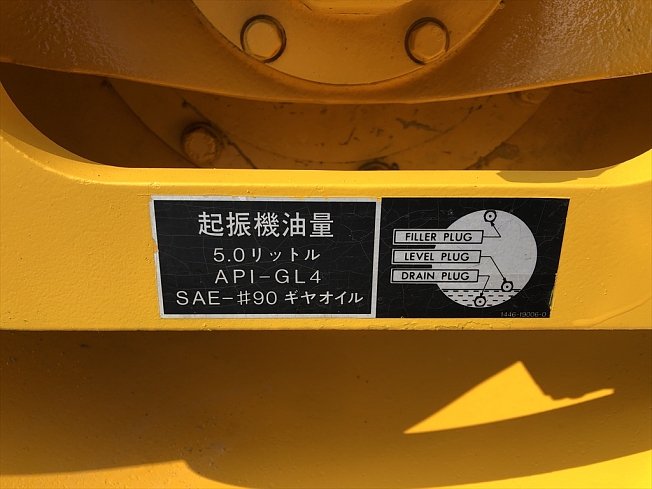 起振機油量
5.0リットル
API-GL4
SAE-#90 ギヤオイル
FILLER PLUG
LEVEL PLUG
DRAIN PLUG
1446-19006-0